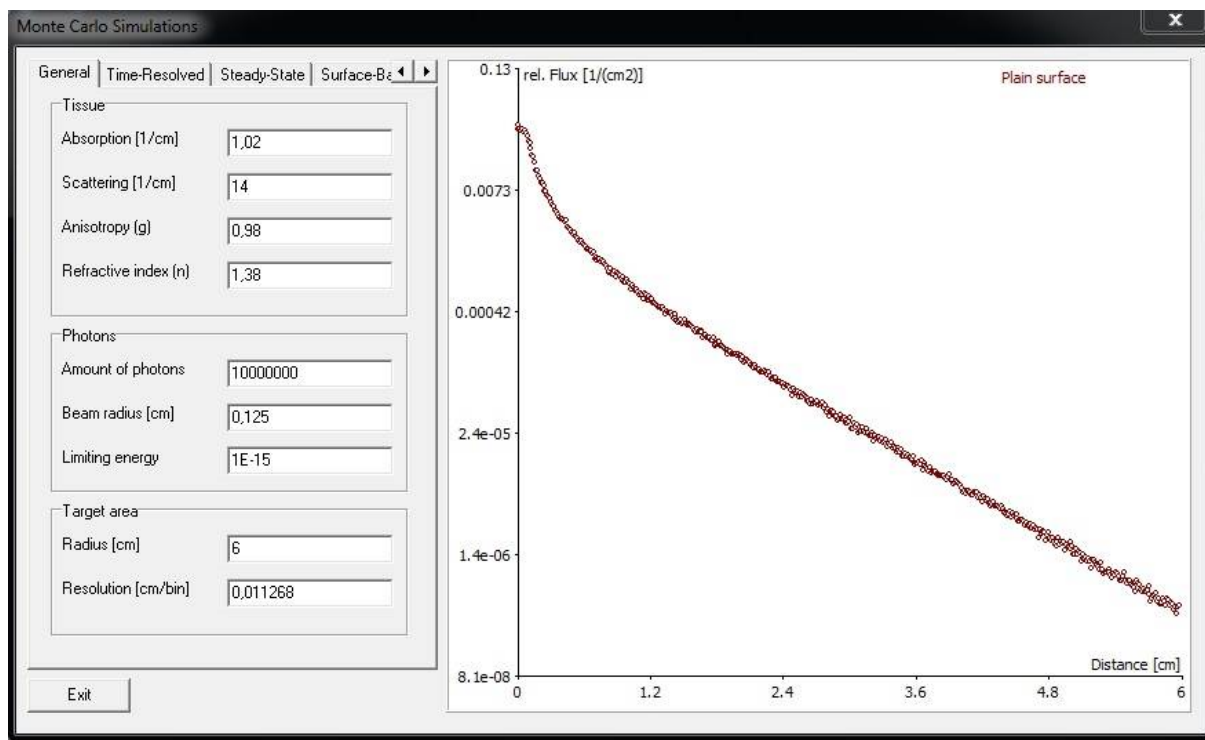 Monte Carlo Simulations
x
General Time-Resolved Steady-State Surface-Ba
Tissue
Absorption [1/cm] 1,02
Scattering [1/cm] 14
Anisotropy (g) 0,98
Refractive index (n) 1,38
Photons
Amount of photons 10000000
Beam radius [cm] 0,125
Limiting energy 1E-15
Target area
Radius [cm] 6
Resolution [cm/bin] 0,011268
Exit
0.13 rel. Flux [1/(cm2)] Plain surface
0.0073
0.00042
2.4e-05
1.4e-06
8.1e-08
Distance [cm]
0 1.2 2.4 3.6 4.8 6